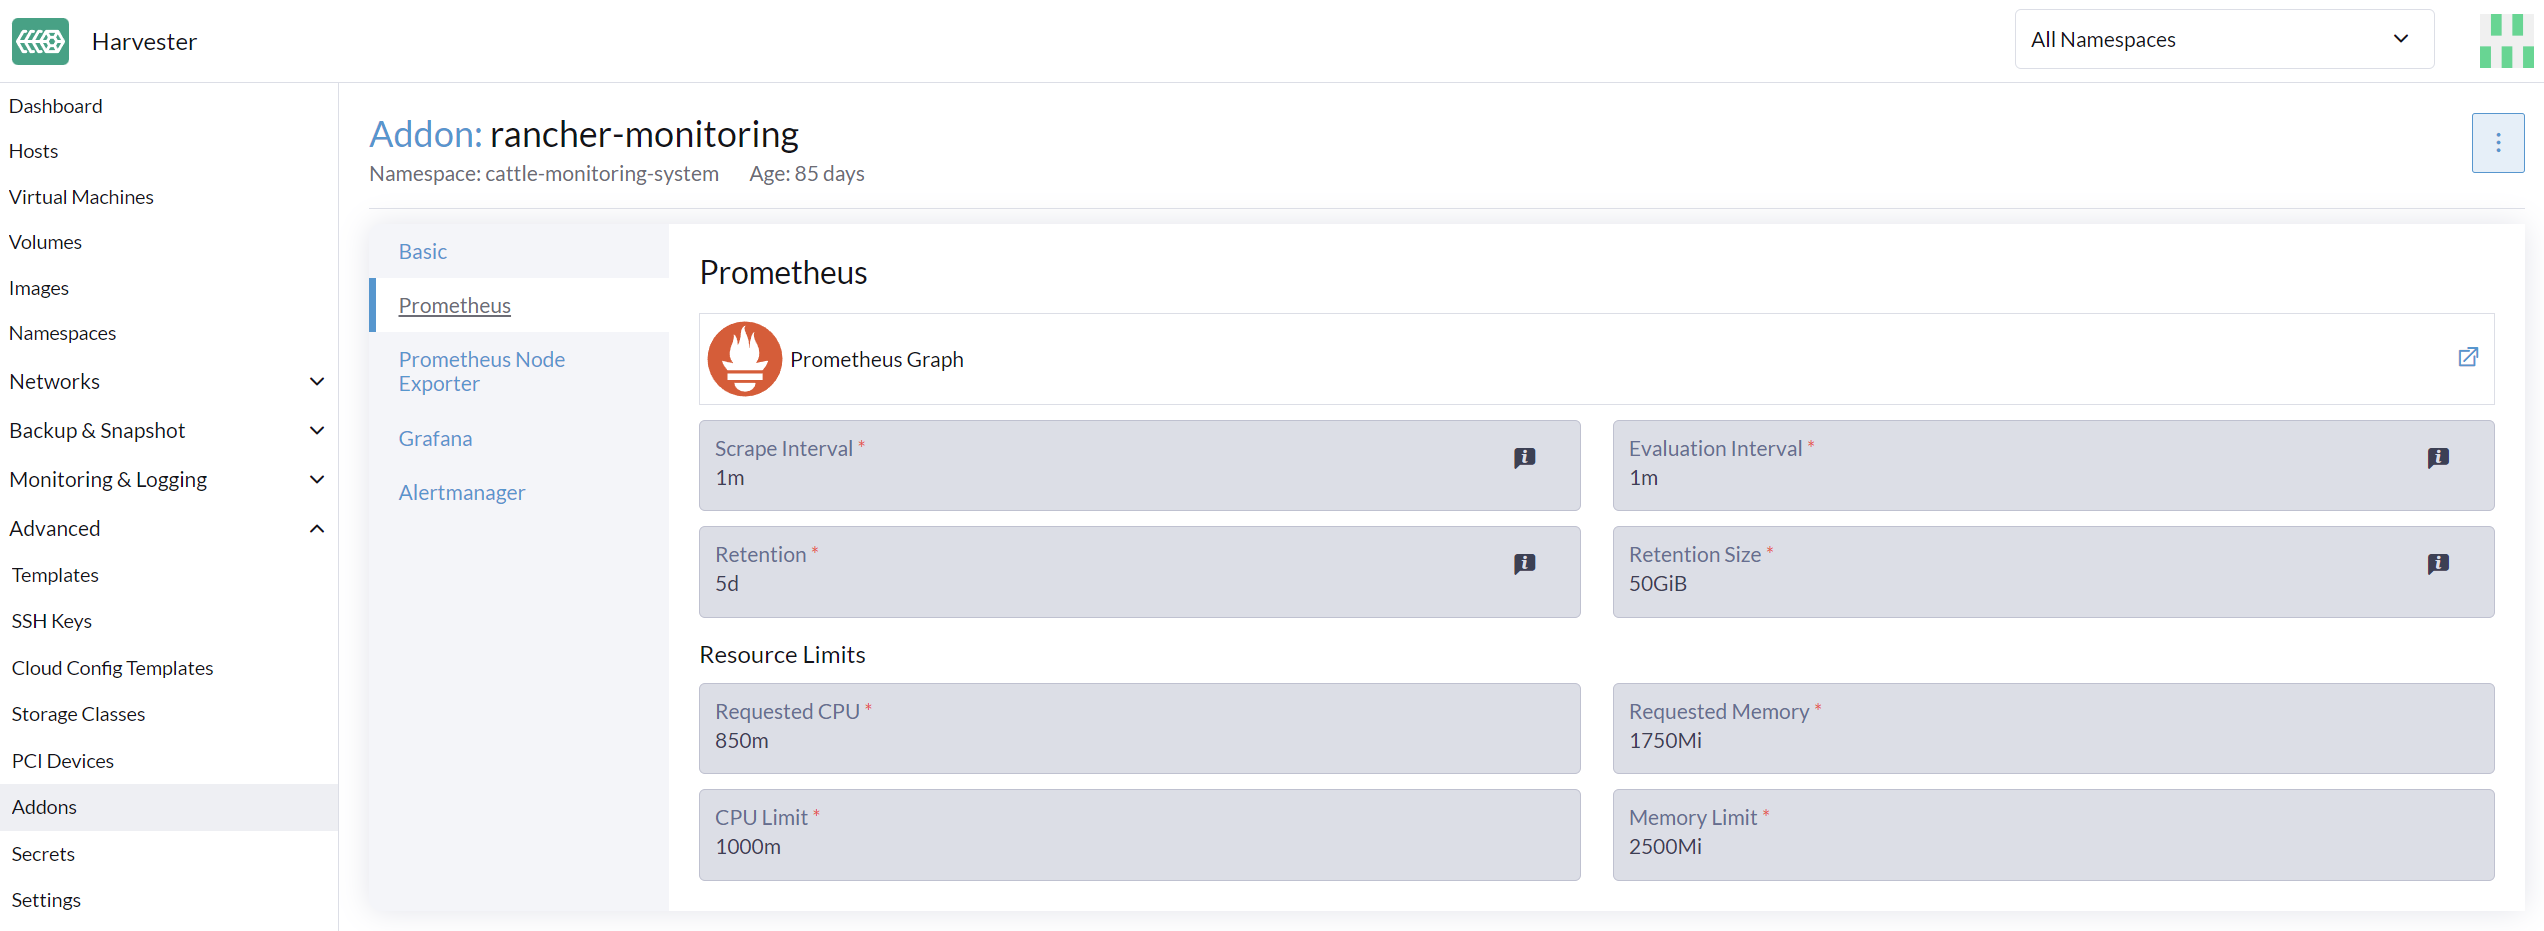 Harvester
All Namespaces
Dashboard
Hosts
Virtual Machines
Volumes
Images
Namespaces
Networks
Backup & Snapshot
Monitoring & Logging
Advanced
Templates
SSH Keys
Cloud Config Templates
Storage Classes
PCI Devices
Addons
Secrets
Settings
Addon: rancher-monitoring
Namespace: cattle-monitoring-system Age: 85 days
Basic
Prometheus
Prometheus Node
Exporter
Grafana
Alertmanager
Prometheus
Prometheus Graph
Scrape Interval *
1m
Evaluation Interval *
1m
Retention *
5d
Retention Size *
50GiB
Resource Limits
Requested CPU *
850m
Requested Memory *
1750Mi
CPU Limit *
1000m
Memory Limit *
2500Mi